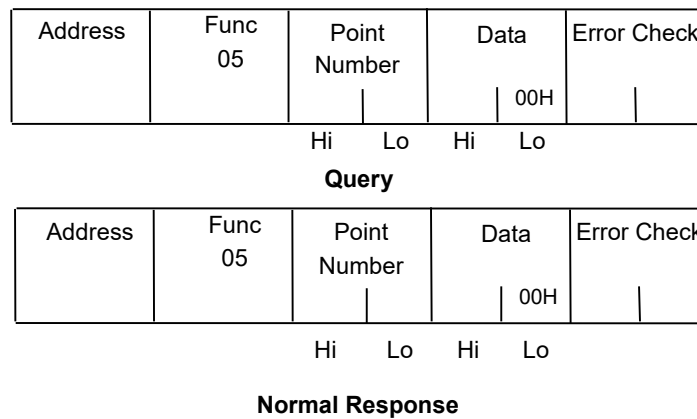 Address Func Point Data Error Check
05 Number
00H
Hi Lo Hi Lo
Query
Address Func Point Data Error Check
05 Number
00H
Hi Lo Hi Lo
Normal Response